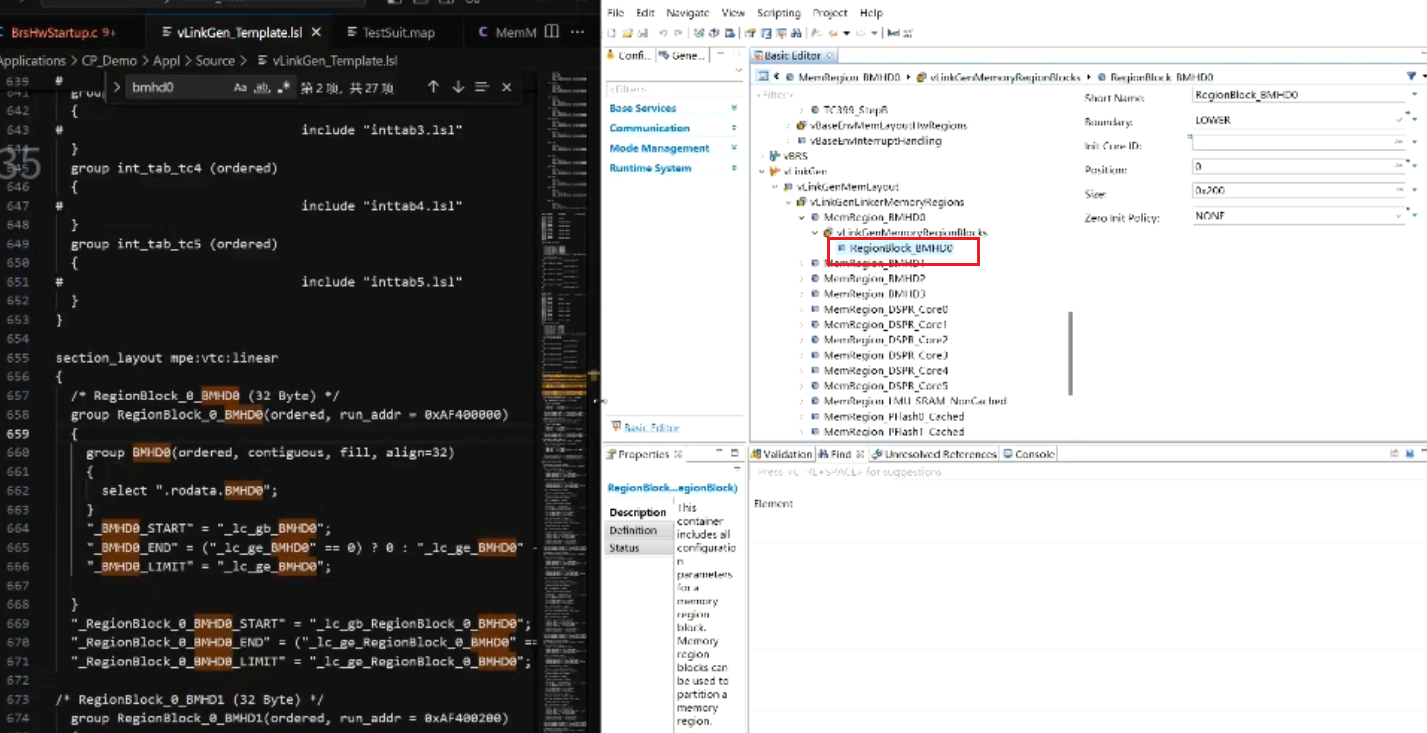 BrsHwStartup.c 9+
vLinkGen_Template.lsl
TestSuit.map
MemM
Applications > CP_Demo > Appl > Source > vLinkGen_Template.lsl
bmhd0
第 2 项, 共 27 项
639 #
641 group
642 {
643 # include "inttab3.lsl"
644 }
645 group int_tab_tc4 (ordered)
646 {
647 # include "inttab4.lsl"
648 }
649 group int_tab_tc5 (ordered)
650 {
651 # include "inttab5.lsl"
652 }
653 }
654
655 section_layout mpe:vtc:linear
656 {
657 /* RegionBlock_0_BMHD0 (32 Byte) */
658 group RegionBlock_0_BMHD0(ordered, run_addr = 0xAF400000)
659 {
660 group BMHD0(ordered, contiguous, fill, align=32)
661 {
662 select ".rodata.BMHD0";
663 }
664 "_BMHD0_START" = "_lc_gb_BMHD0";
665 "_BMHD0_END" = ("_lc_ge_BMHD0" == 0) ? 0 : "_lc_ge_BMHD0" -
666 "_BMHD0_LIMIT" = "_lc_ge_BMHD0";
667
668 }
669 "_RegionBlock_0_BMHD0_START" = "_lc_gb_RegionBlock_0_BMHD0";
670 "_RegionBlock_0_BMHD0_END" = ("_lc_ge_RegionBlock_0_BMHD0" ==
671 "_RegionBlock_0_BMHD0_LIMIT" = "_lc_ge_RegionBlock_0_BMHD0";
672
673 /* RegionBlock_0_BMHD1 (32 Byte) */
674 group RegionBlock_0_BMHD1(ordered, run_addr = 0xAF400200)
35
File Edit Navigate View Scripting Project Help
Confi... Gene...
<Filter>
Base Services
Communication
Mode Management
Runtime System
Basic Editor
Basic Editor
MemRegion_BMHD0 vLinkGenMemoryRegionBlocks RegionBlock_BMHD0
<Filter>
TC399_StepB
vBaseEnvMemLayoutHwRegions
vBaseEnvInterruptHandling
vBRS
vLinkGen
vLinkGenMemLayout
vLinkGenLinkerMemoryRegions
MemRegion_BMHD0
vLinkGenMemoryRegionBlocks
RegionBlock_BMHD0
MemRegion_BMHD1
MemRegion_BMHD2
MemRegion_BMHD3
MemRegion_DSPR_Core0
MemRegion_DSPR_Core1
MemRegion_DSPR_Core2
MemRegion_DSPR_Core3
MemRegion_DSPR_Core4
MemRegion_DSPR_Core5
MemRegion_LMU_SRAM_NonCached
MemRegion_PFlash0_Cached
MemRegion_PFlash1_Cached
Short Name: RegionBlock_BMHD0
Boundary: LOWER
Init Core ID:
Position: 0
Size: 0x200
Zero Init Policy: NONE
Properties
RegionBlock...egionBlock)
Description
Definition
Status
This
container
includes all
configuratio
n
parameters
for a
memory
region
block.
Memory
region
blocks can
be used to
partition a
memory
region.
Validation Find Unresolved References Console
Press <CTRL+SPACE> for suggestions
Element